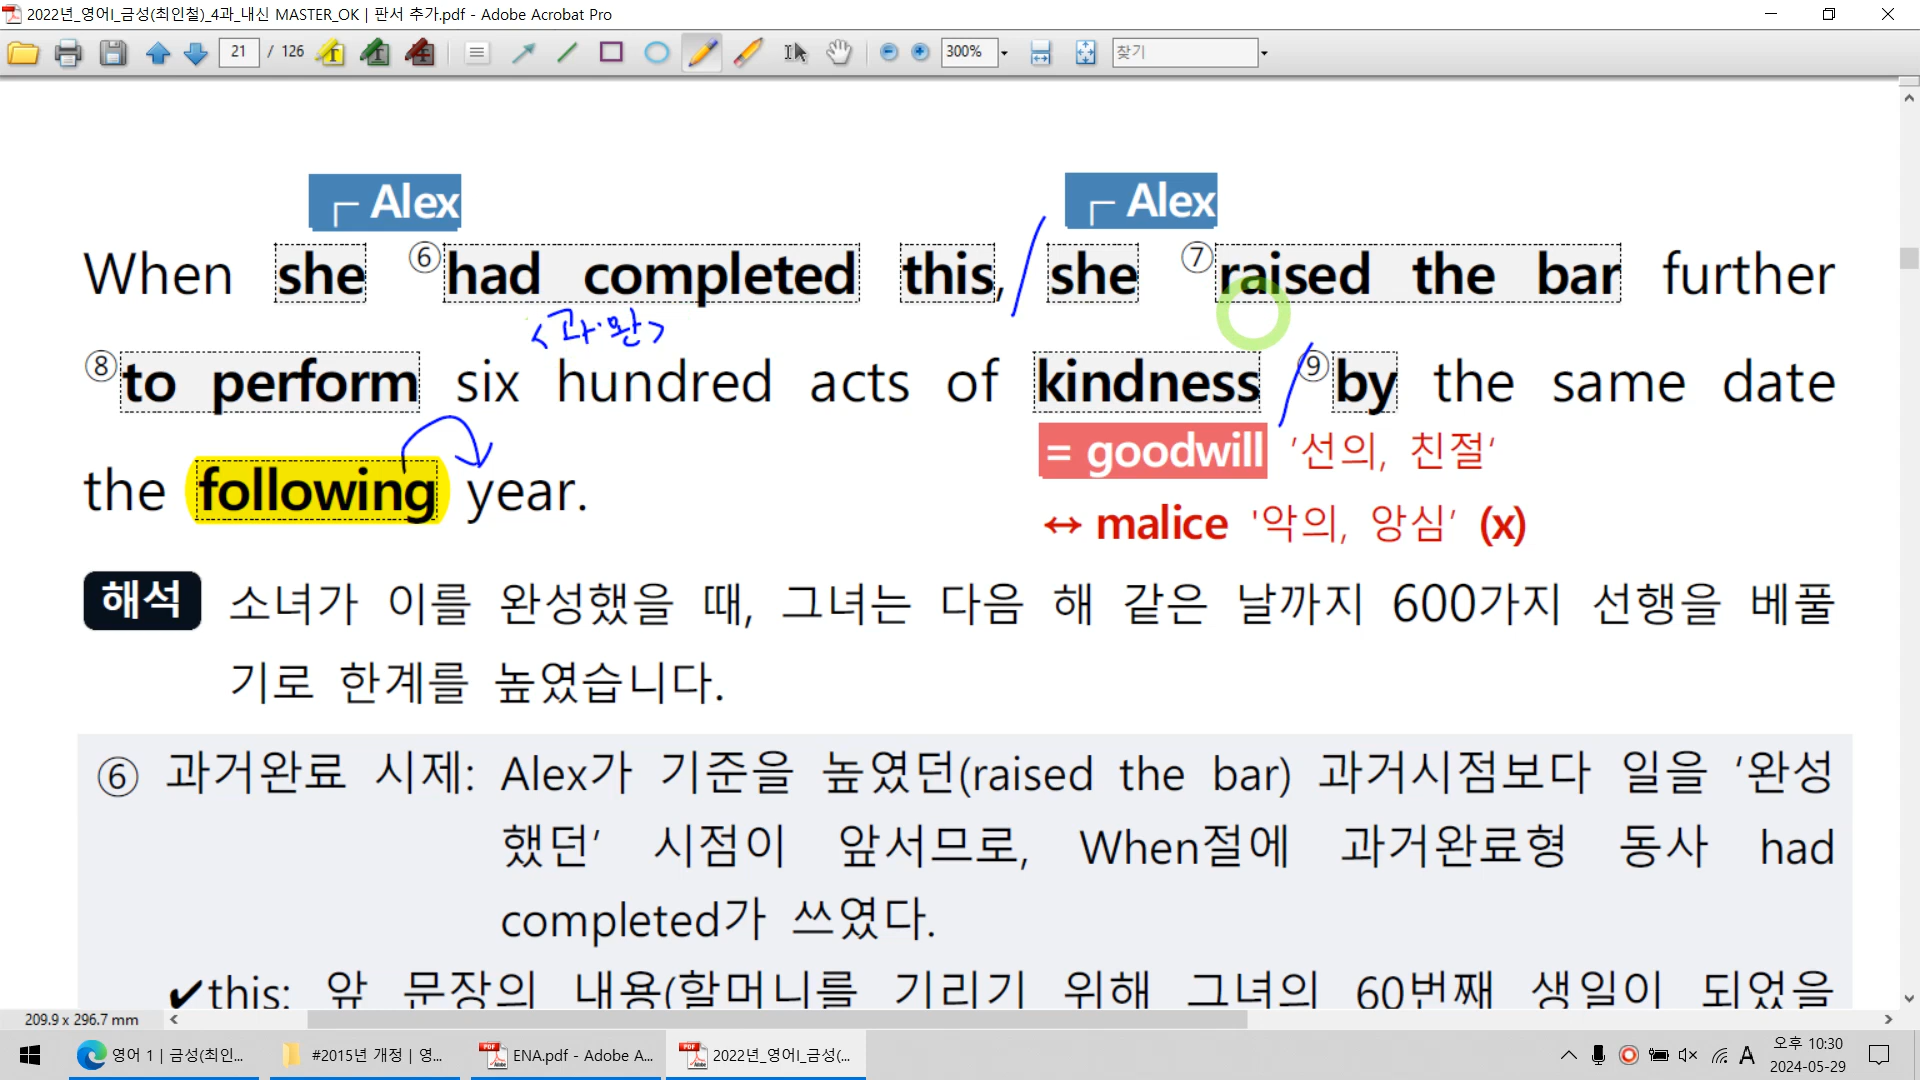 2022년_영어I_금성(최인철)_4과_내신 MASTER_OK | 판서 추가.pdf - Adobe Acrobat Pro
21 / 126 300% 찾기
┌ Alex ┌ Alex
When she ⑥had completed this, she ⑦raised the bar further
<과·완>
⑧to perform six hundred acts of kindness ⑨by the same date
= goodwill '선의, 친절'
the following year.
↔ malice '악의, 앙심' (x)
해석 소녀가 이를 완성했을 때, 그녀는 다음 해 같은 날까지 600가지 선행을 베풀
기로 한계를 높였습니다.
⑥ 과거완료 시제: Alex가 기준을 높였던(raised the bar) 과거시점보다 일을 '완성
했던' 시점이 앞서므로, When절에 과거완료형 동사 had
completed가 쓰였다.
✔this: 앞 문장의 내용(할머니를 기리기 위해 그녀의 60번째 생일이 되었을
209.9 x 296.7 mm
영어 1 | 금성(최인... #2015년 개정 | 영... ENA.pdf - Adobe A... 2022년_영어I_금성(... A 오후 10:30
2024-05-29